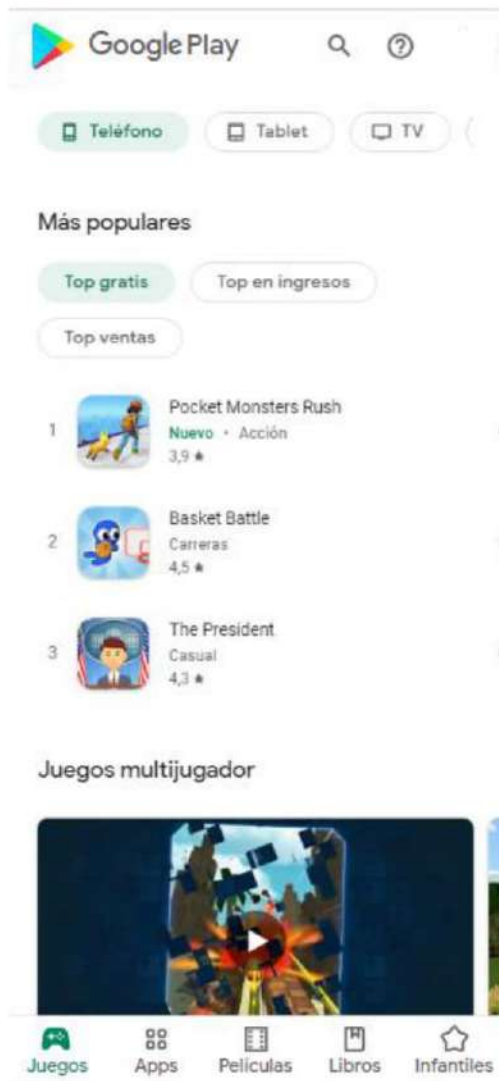 Google Play
Teléfono Tablet TV
Más populares
Top gratis Top en ingresos
Top ventas
1 Pocket Monsters Rush
Nuevo • Acción
3,9 ★
2 Basket Battle
Carreras
4,5 ★
3 The President
Casual
4,3 ★
Juegos multijugador
Juegos Apps Películas Libros Infantiles